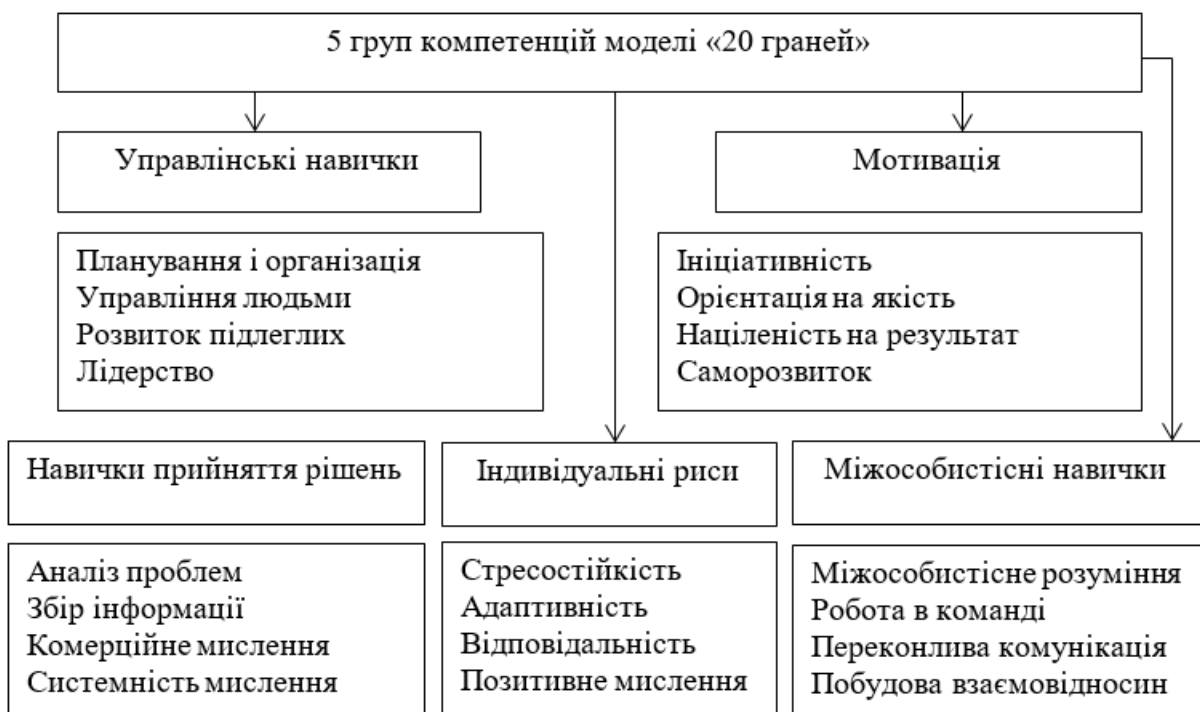 5 груп компетенцій моделі «20 граней»
Управлінські навички
Мотивація
Планування і організація
Управління людьми
Розвиток підлеглих
Лідерство
Ініціативність
Орієнтація на якість
Націленість на результат
Саморозвиток
Навички прийняття рішень
Індивідуальні риси
Міжособистісні навички
Аналіз проблем
Збір інформації
Комерційне мислення
Системність мислення
Стресостійкість
Адаптивність
Відповідальність
Позитивне мислення
Міжособистісне розуміння
Робота в команді
Переконлива комунікація
Побудова взаємовідносин